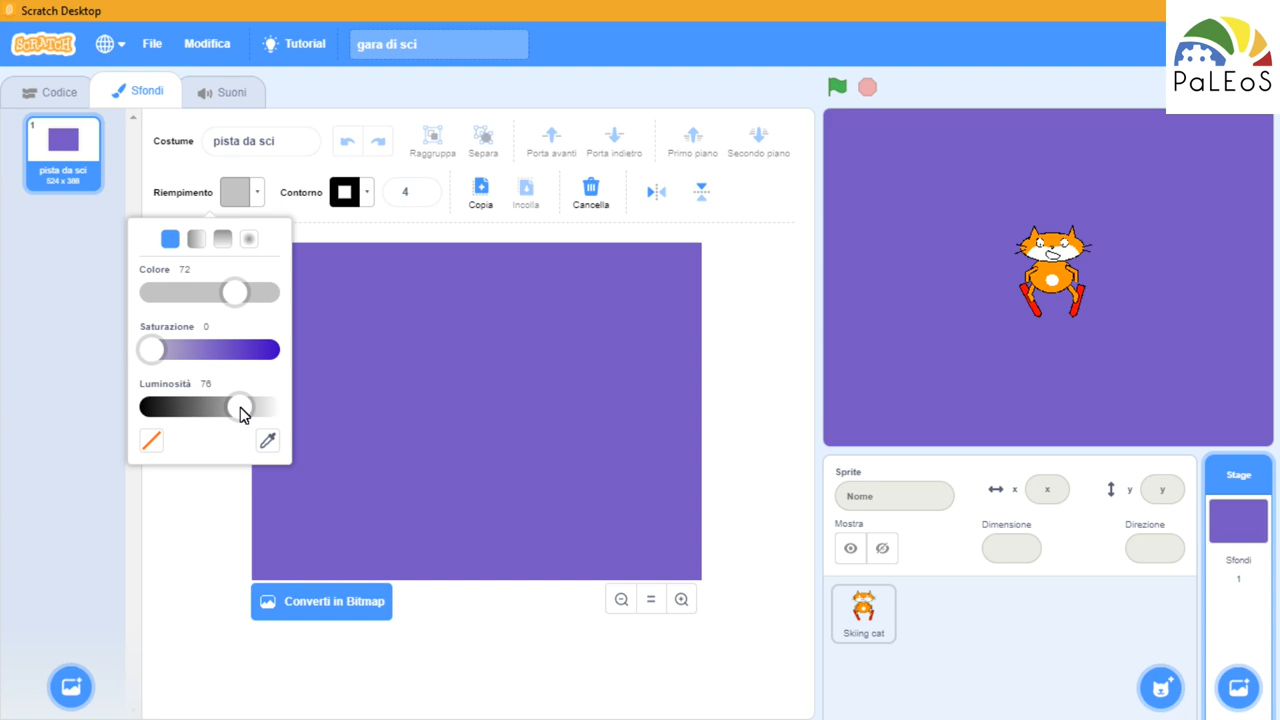 Scratch Desktop
SCRATCH
File
Modifica
Tutorial
gara di sci
PaLEoS
Codice
Sfondi
Suoni
1
pista da sci
524 x 388
Costume
pista da sci
Raggruppa
Separa
Porta avanti
Porta indietro
Primo piano
Secondo piano
Riempimento
Contorno
4
Copia
Incolla
Cancella
Colore 72
Saturazione 0
Luminosità 76
Converti in Bitmap
Sprite
Nome
x
x
y
y
Mostra
Dimensione
Direzione
Skiing cat
Stage
Sfondi
1